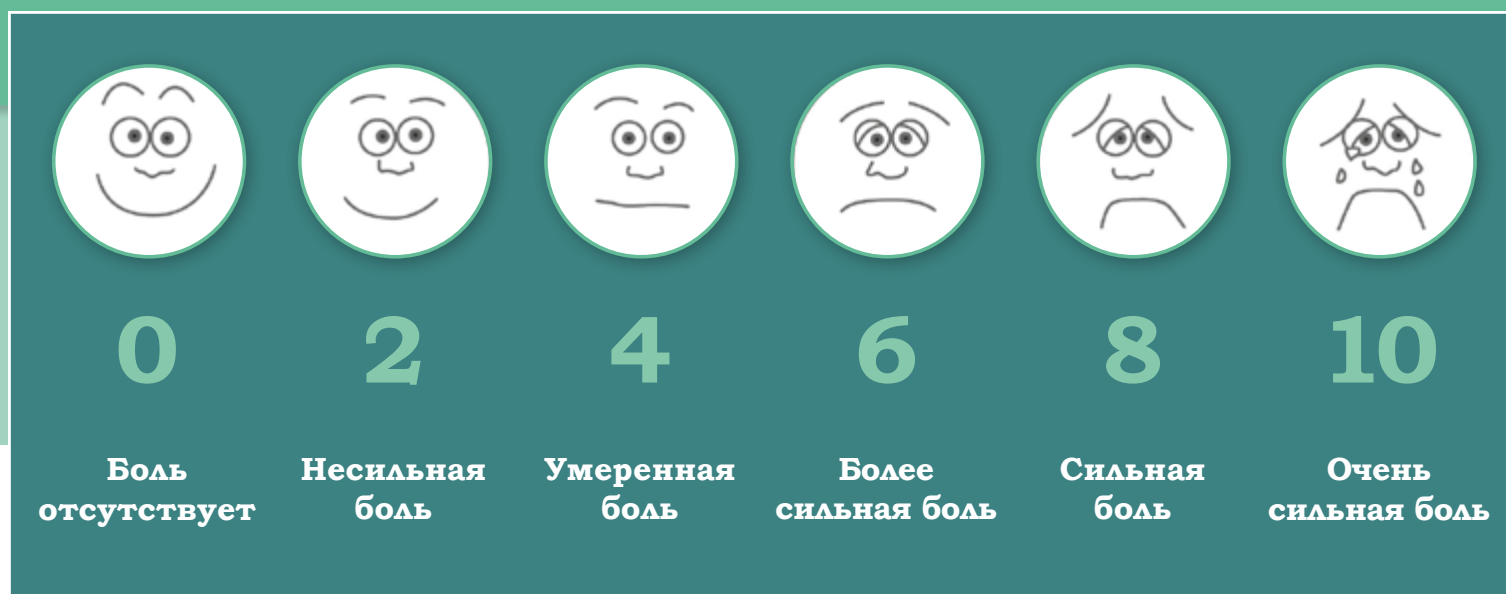 0 2 4 6 8 10
Боль Несильная Умеренная Более Сильная Очень
отсутствует боль боль сильная боль боль сильная боль